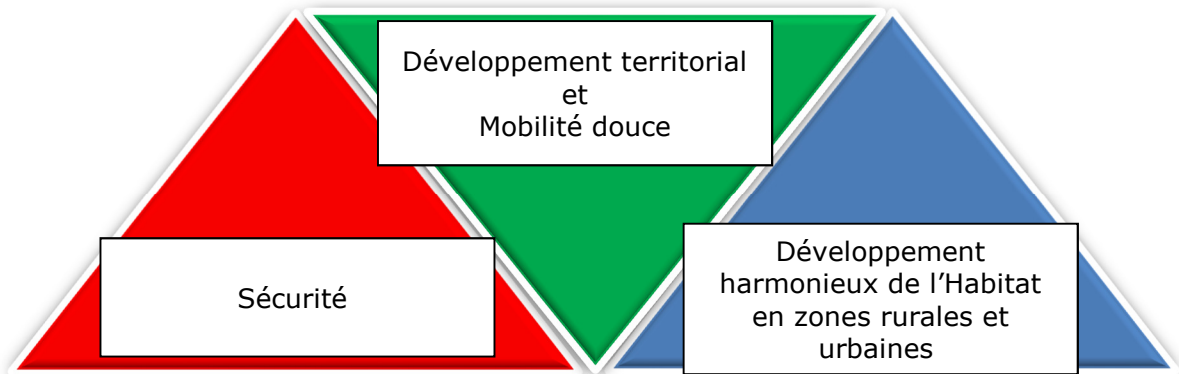 Développement territorial
et
Mobilité douce
Sécurité
Développement
harmonieux de l’Habitat
en zones rurales et
urbaines